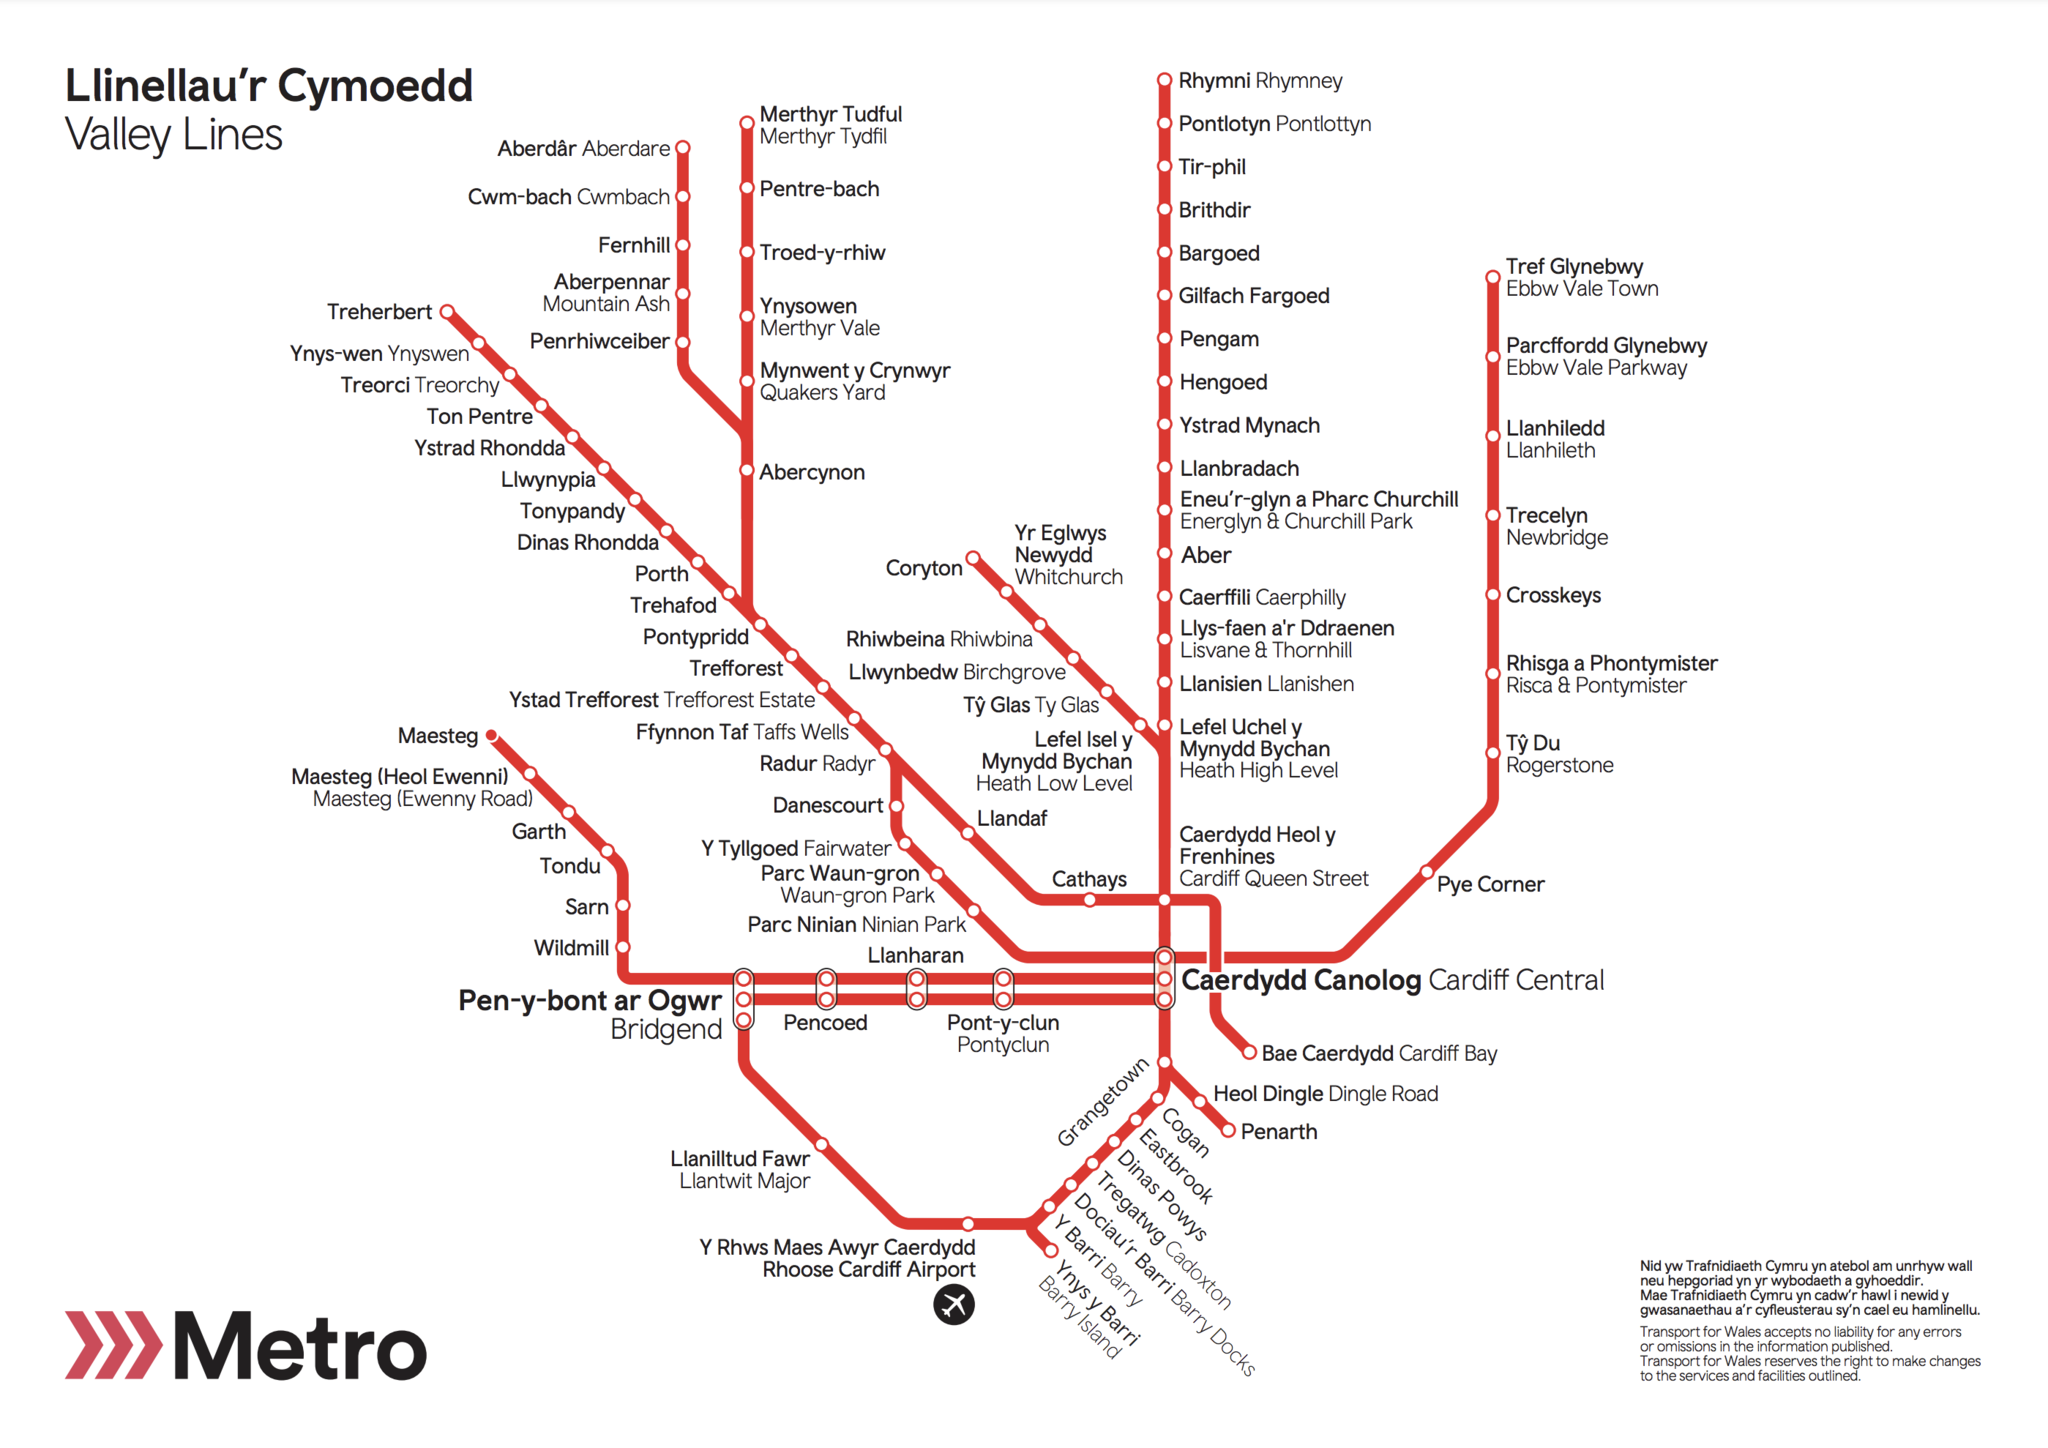 Llinellau'r Cymoedd
Valley Lines
Aberdâr Aberdare
Cwm-bach Cwmbach
Fernhill
Aberpennar
Mountain Ash
Penrhiwceiber
Merthyr Tudful
Merthyr Tydfil
Pentre-bach
Troed-y-rhiw
Ynysowen
Merthyr Vale
Mynwent y Crynwyr
Quakers Yard
Abercynon
Treherbert
Ynys-wen Ynyswen
Treorci Treorchy
Ton Pentre
Ystrad Rhondda
Llwynypia
Tonypandy
Dinas Rhondda
Porth
Trehafod
Pontypridd
Trefforest
Ystad Trefforest Trefforest Estate
Ffynnon Taf Taffs Wells
Radur Radyr
Danescourt
Y Tyllgoed Fairwater
Parc Waun-gron
Waun-gron Park
Parc Ninian Ninian Park
Llandaf
Cathays
Coryton
Yr Eglwys
Newydd
Whitchurch
Rhiwbeina Rhiwbina
Llwynbedw Birchgrove
Tŷ Glas Ty Glas
Lefel Isel y
Mynydd Bychan
Heath Low Level
Rhymni Rhymney
Pontlotyn Pontlottyn
Tir-phil
Brithdir
Bargoed
Gilfach Fargoed
Pengam
Hengoed
Ystrad Mynach
Llanbradach
Eneu'r-glyn a Pharc Churchill
Energlyn & Churchill Park
Aber
Caerffili Caerphilly
Llys-faen a'r Ddraenen
Lisvane & Thornhill
Llanisien Llanishen
Lefel Uchel y
Mynydd Bychan
Heath High Level
Caerdydd Heol y
Frenhines
Cardiff Queen Street
Tref Glynebwy
Ebbw Vale Town
Parcffordd Glynebwy
Ebbw Vale Parkway
Llanhiledd
Llanhileth
Trecelyn
Newbridge
Crosskeys
Rhisga a Phontymister
Risca & Pontymister
Tŷ Du
Rogerstone
Pye Corner
Maesteg
Maesteg (Heol Ewenni)
Maesteg (Ewenny Road)
Garth
Tondu
Sarn
Wildmill
Llanharan
Pen-y-bont ar Ogwr
Bridgend
Pencoed
Pont-y-clun
Pontyclun
Caerdydd Canolog Cardiff Central
Bae Caerdydd Cardiff Bay
Grangetown
Heol Dingle Dingle Road
Penarth
Cogan
Eastbrook
Dinas Powys
Tregatwg Cadoxton
Dociau'r Barri Barry Docks
Y Barri Barry
Ynys y Barri
Barry Island
Llanilltud Fawr
Llantwit Major
Y Rhws Maes Awyr Caerdydd
Rhoose Cardiff Airport
Metro
Nid yw Trafnidiaeth Cymru yn atebol am unrhyw wall
neu hepgoriad yn yr wybodaeth a gyhoeddir.
Mae Trafnidiaeth Cymru yn cadw'r hawl i newid y
gwasanaethau a'r cyfleusterau sy'n cael eu hamlinellu.
Transport for Wales accepts no liability for any errors
or omissions in the information published.
Transport for Wales reserves the right to make changes
to the services and facilities outlined.